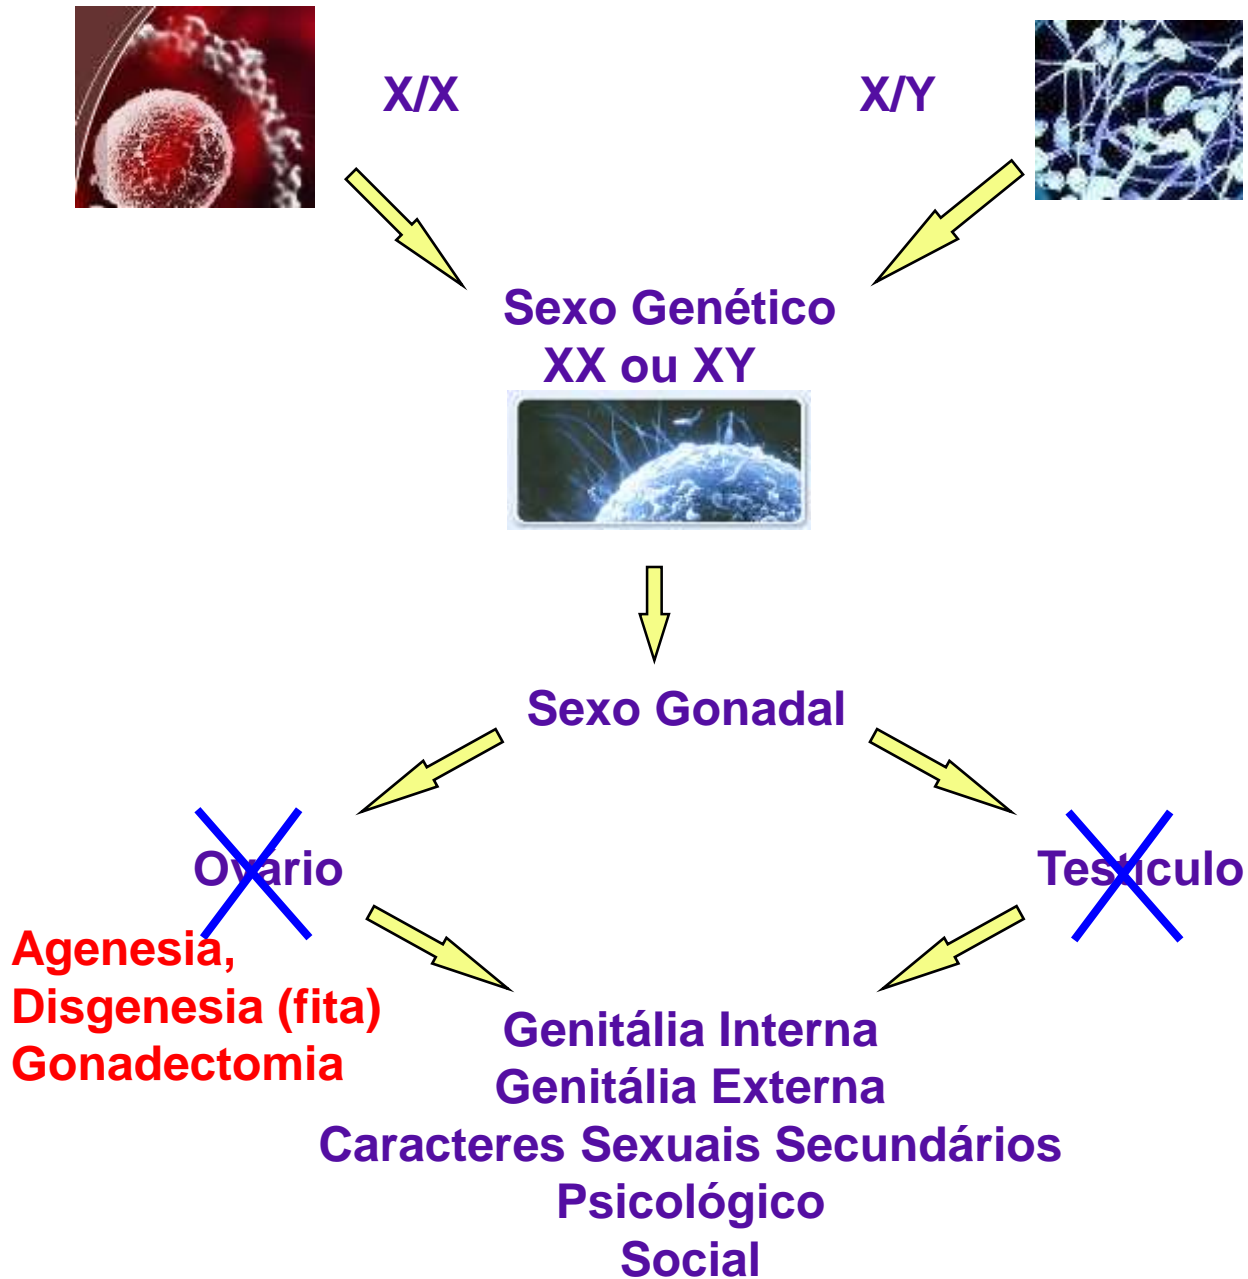 X/X
X/Y
Sexo Genético
XX ou XY
Sexo Gonadal
Ovário
Testículo
Agenesia,
Disgenesia (fita)
Gonadectomia
Genitália Interna
Genitália Externa
Caracteres Sexuais Secundários
Psicológico
Social